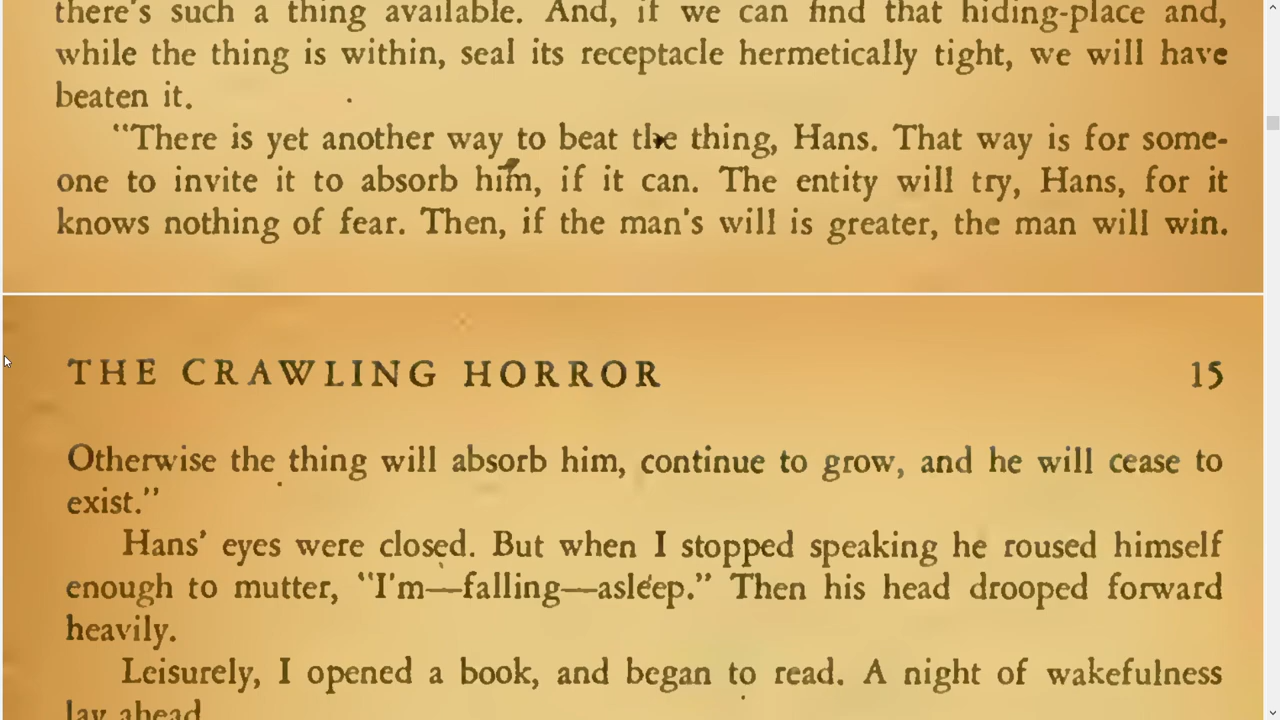 there's such a thing available. And, if we can find that hiding-place and,
while the thing is within, seal its receptacle hermetically tight, we will have
beaten it.
"There is yet another way to beat the thing, Hans. That way is for some-
one to invite it to absorb him, if it can. The entity will try, Hans, for it
knows nothing of fear. Then, if the man's will is greater, the man will win.
THE CRAWLING HORROR 15
Otherwise the thing will absorb him, continue to grow, and he will cease to
exist."
Hans' eyes were closed. But when I stopped speaking he roused himself
enough to mutter, "I'm—falling—asleep." Then his head drooped forward
heavily.
Leisurely, I opened a book, and began to read. A night of wakefulness
lay ahead.